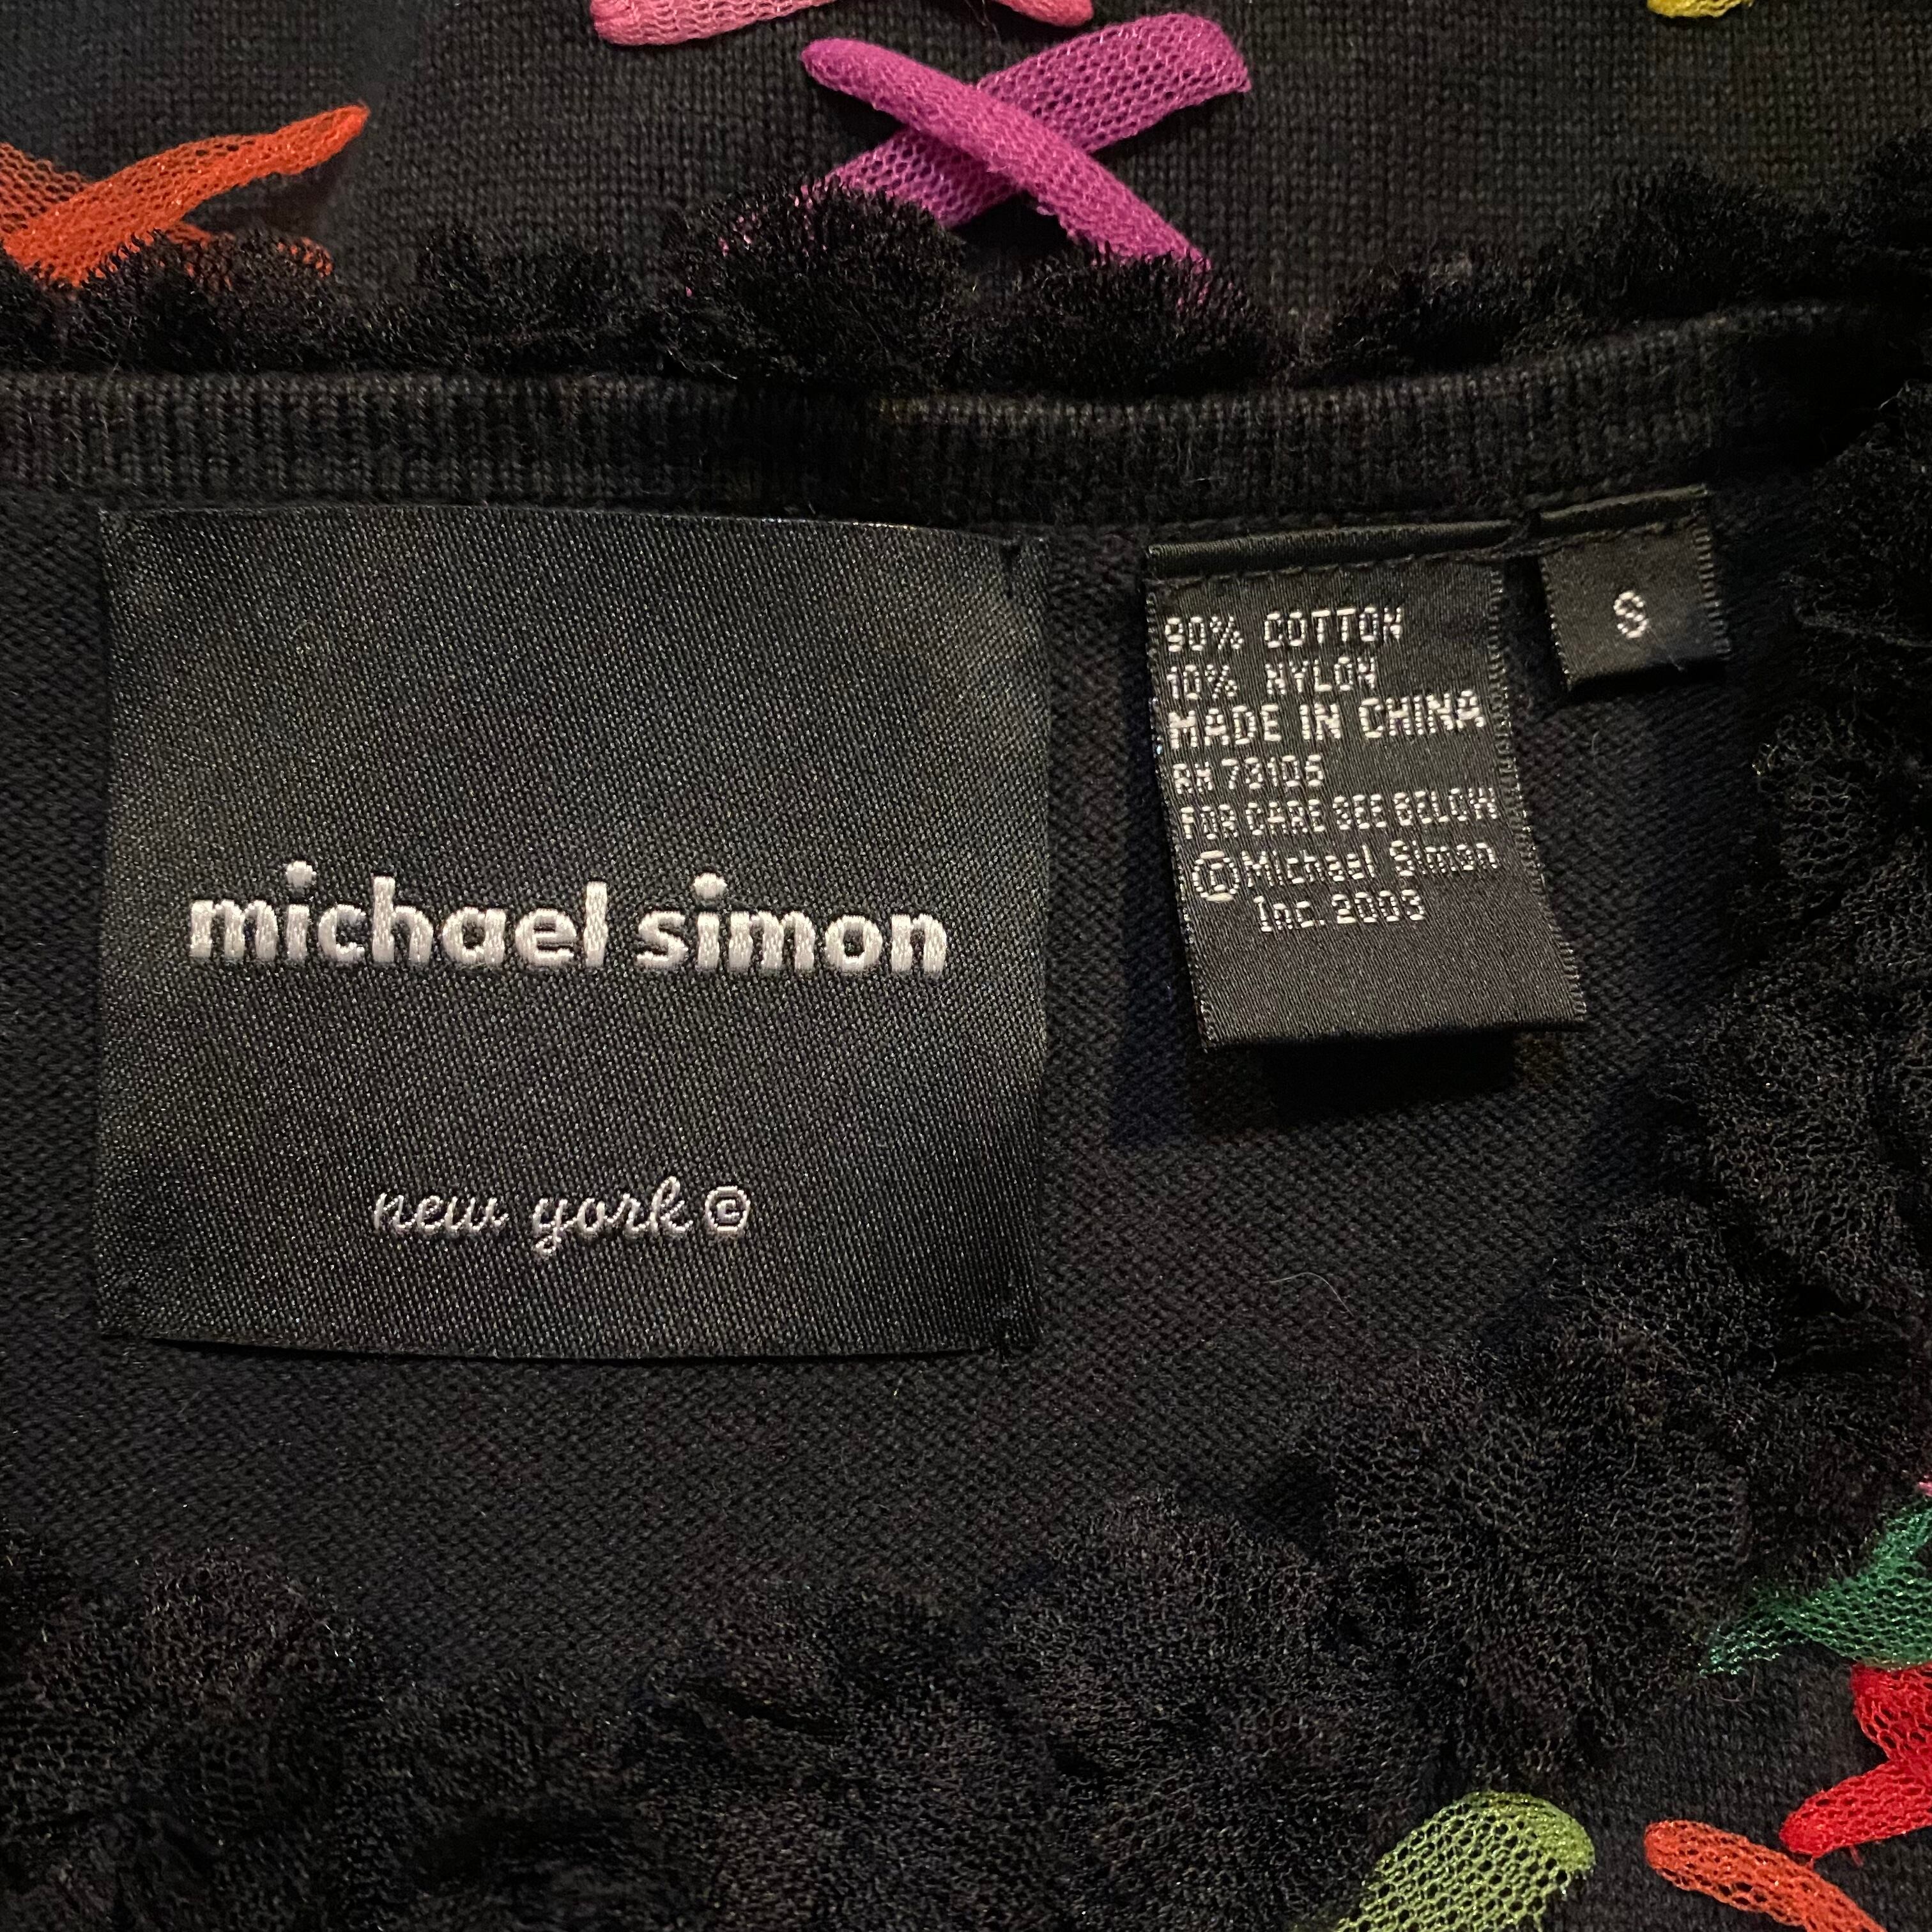 michael simon
new york ©
90% COTTON
10% NYLON
MADE IN CHINA
RN 73105
FOR CARE SEE BELOW
© Michael Simon
Inc. 2003
S